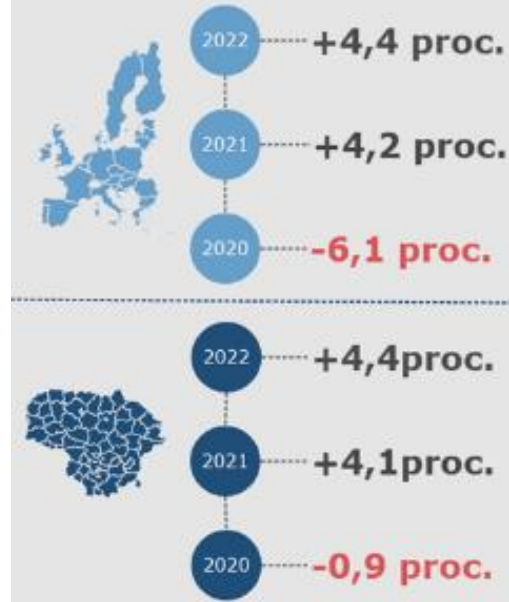 2022 +4,4 proc.
2021 +4,2 proc.
2020 -6,1 proc.
2022 +4,4proc.
2021 +4,1proc.
2020 -0,9 proc.